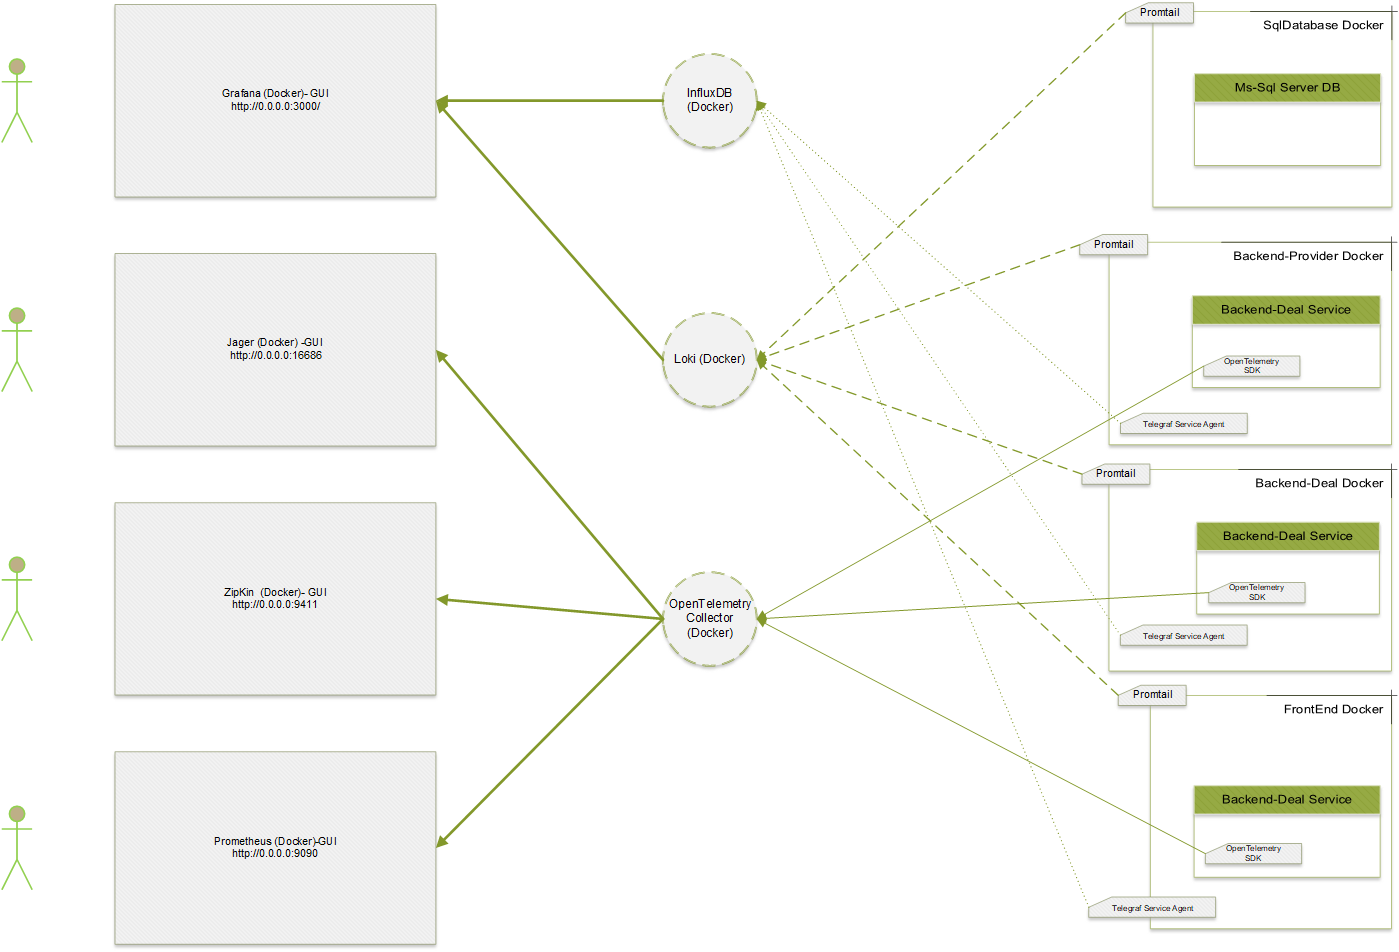 Grafana (Docker)- GUI
http://0.0.0.0:3000/
Jager (Docker) -GUI
http://0.0.0.0:16686
ZipKin (Docker)- GUI
http://0.0.0.0:9411
Prometheus (Docker)-GUI
http://0.0.0.0:9090
InfluxDB
(Docker)
Loki (Docker)
OpenTelemetry
Collector
(Docker)
Promtail
SqlDatabase Docker
Ms-Sql Server DB
Promtail
Backend-Provider Docker
Backend-Deal Service
OpenTelemetry
SDK
Telegraf Service Agent
Promtail
Backend-Deal Docker
Backend-Deal Service
OpenTelemetry
SDK
Telegraf Service Agent
Promtail
FrontEnd Docker
Backend-Deal Service
OpenTelemetry
SDK
Telegraf Service Agent